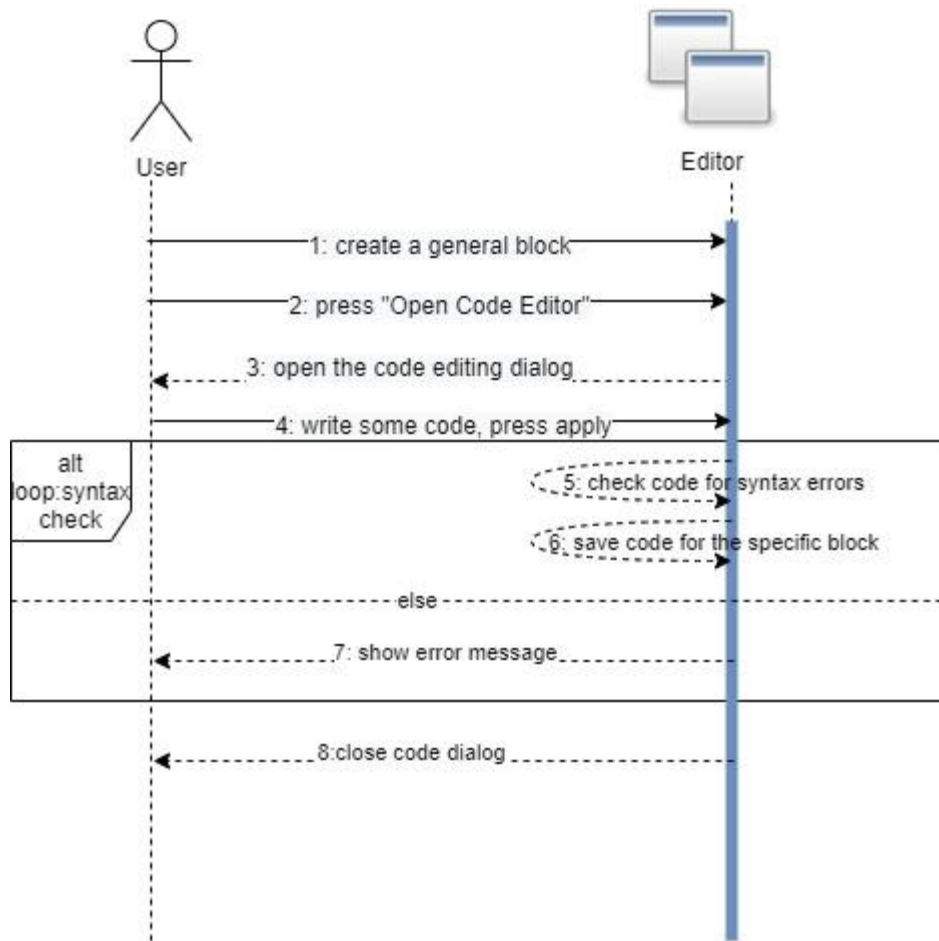 User
Editor
1: create a general block
2: press "Open Code Editor"
3: open the code editing dialog
4: write some code, press apply
alt
loop:syntax
check
5: check code for syntax errors
6: save code for the specific block
else
7: show error message
8:close code dialog